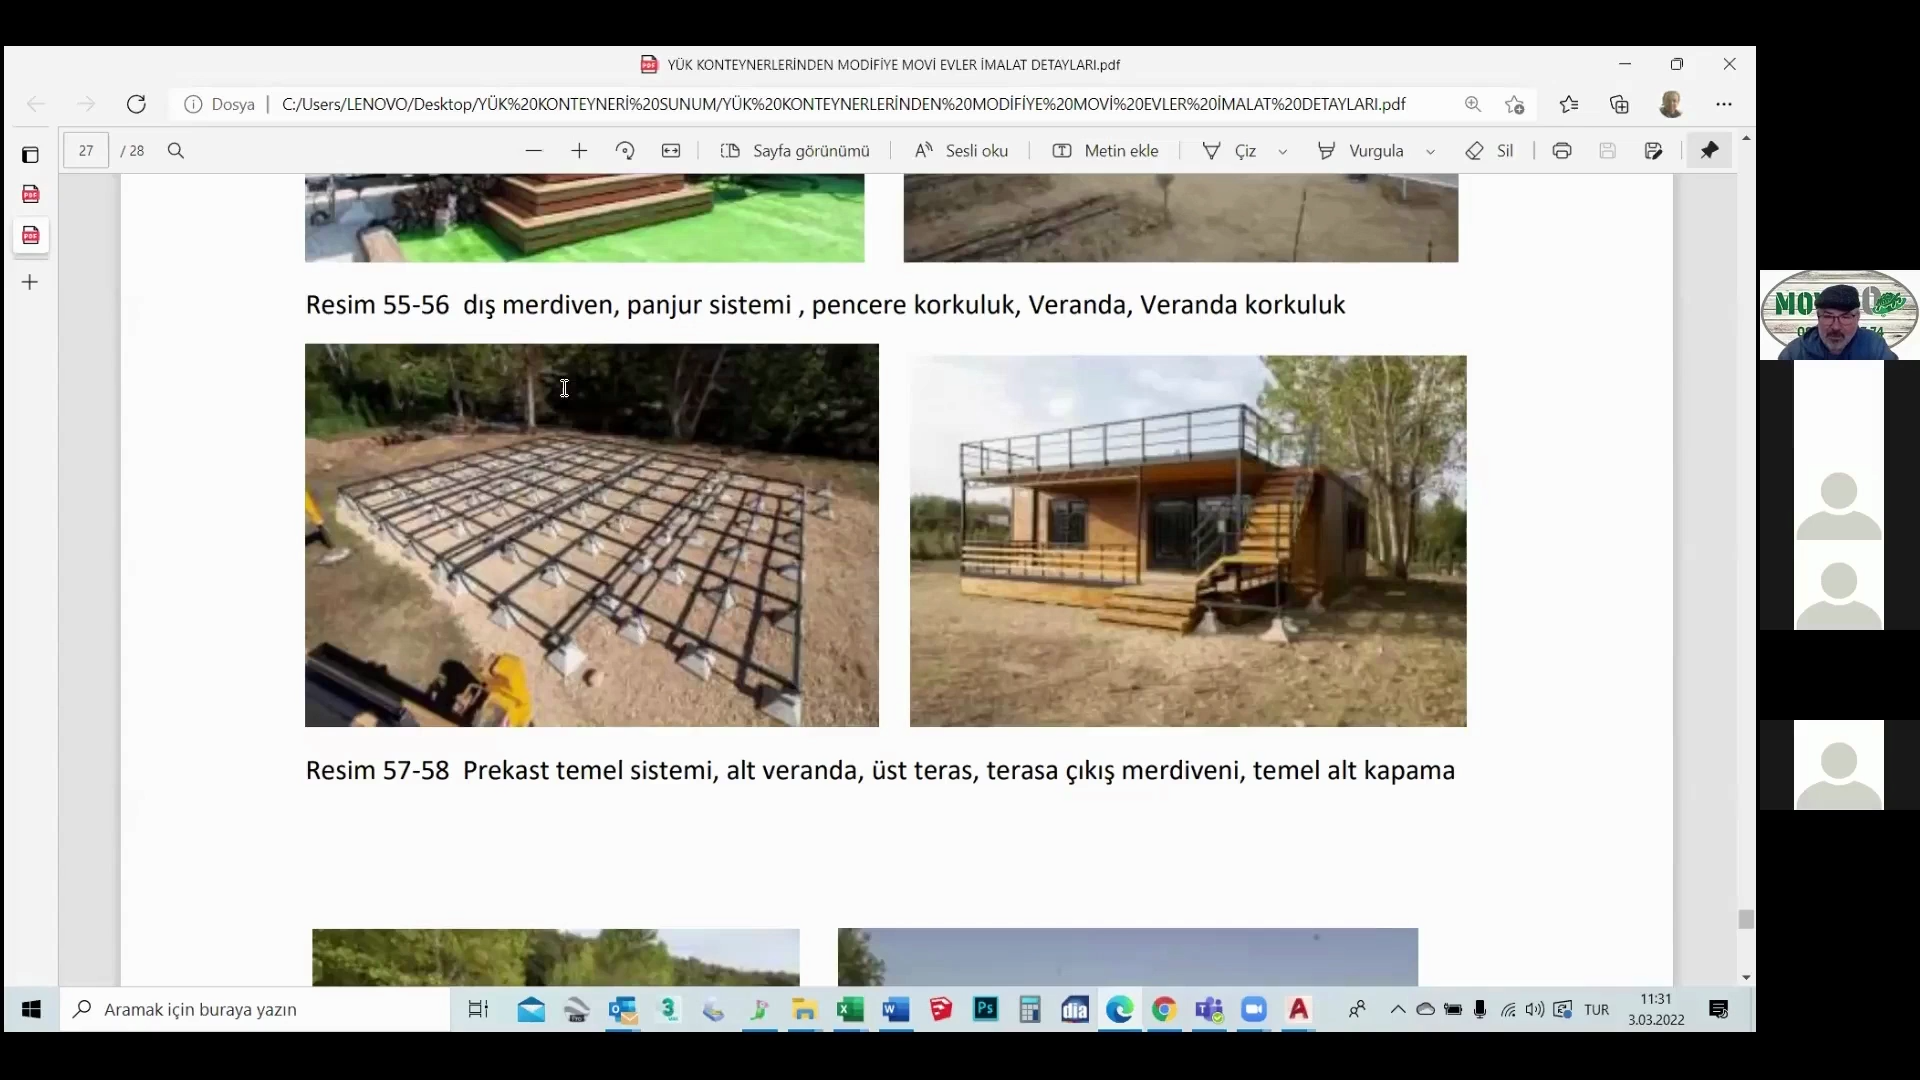 YÜK KONTEYNERLERİNDEN MODİFİYE MOVİ EVLER İMALAT DETAYLARI.pdf
Dosya
C:/Users/LENOVO/Desktop/YÜK%20KONTEYNERİ%20SUNUM/YÜK%20KONTEYNERLERİNDEN%20MODİFİYE%20MOVİ%20EVLER%20İMALAT%20DETAYLARI.pdf
27 / 28
Sayfa görünümü
Sesli oku
Metin ekle
Çiz
Vurgula
Sil
Resim 55-56 dış merdiven, panjur sistemi , pencere korkuluk, Veranda, Veranda korkuluk
Resim 57-58 Prekast temel sistemi, alt veranda, üst teras, terasa çıkış merdiveni, temel alt kapama
Aramak için buraya yazın
dia
TUR
11:31
3.03.2022